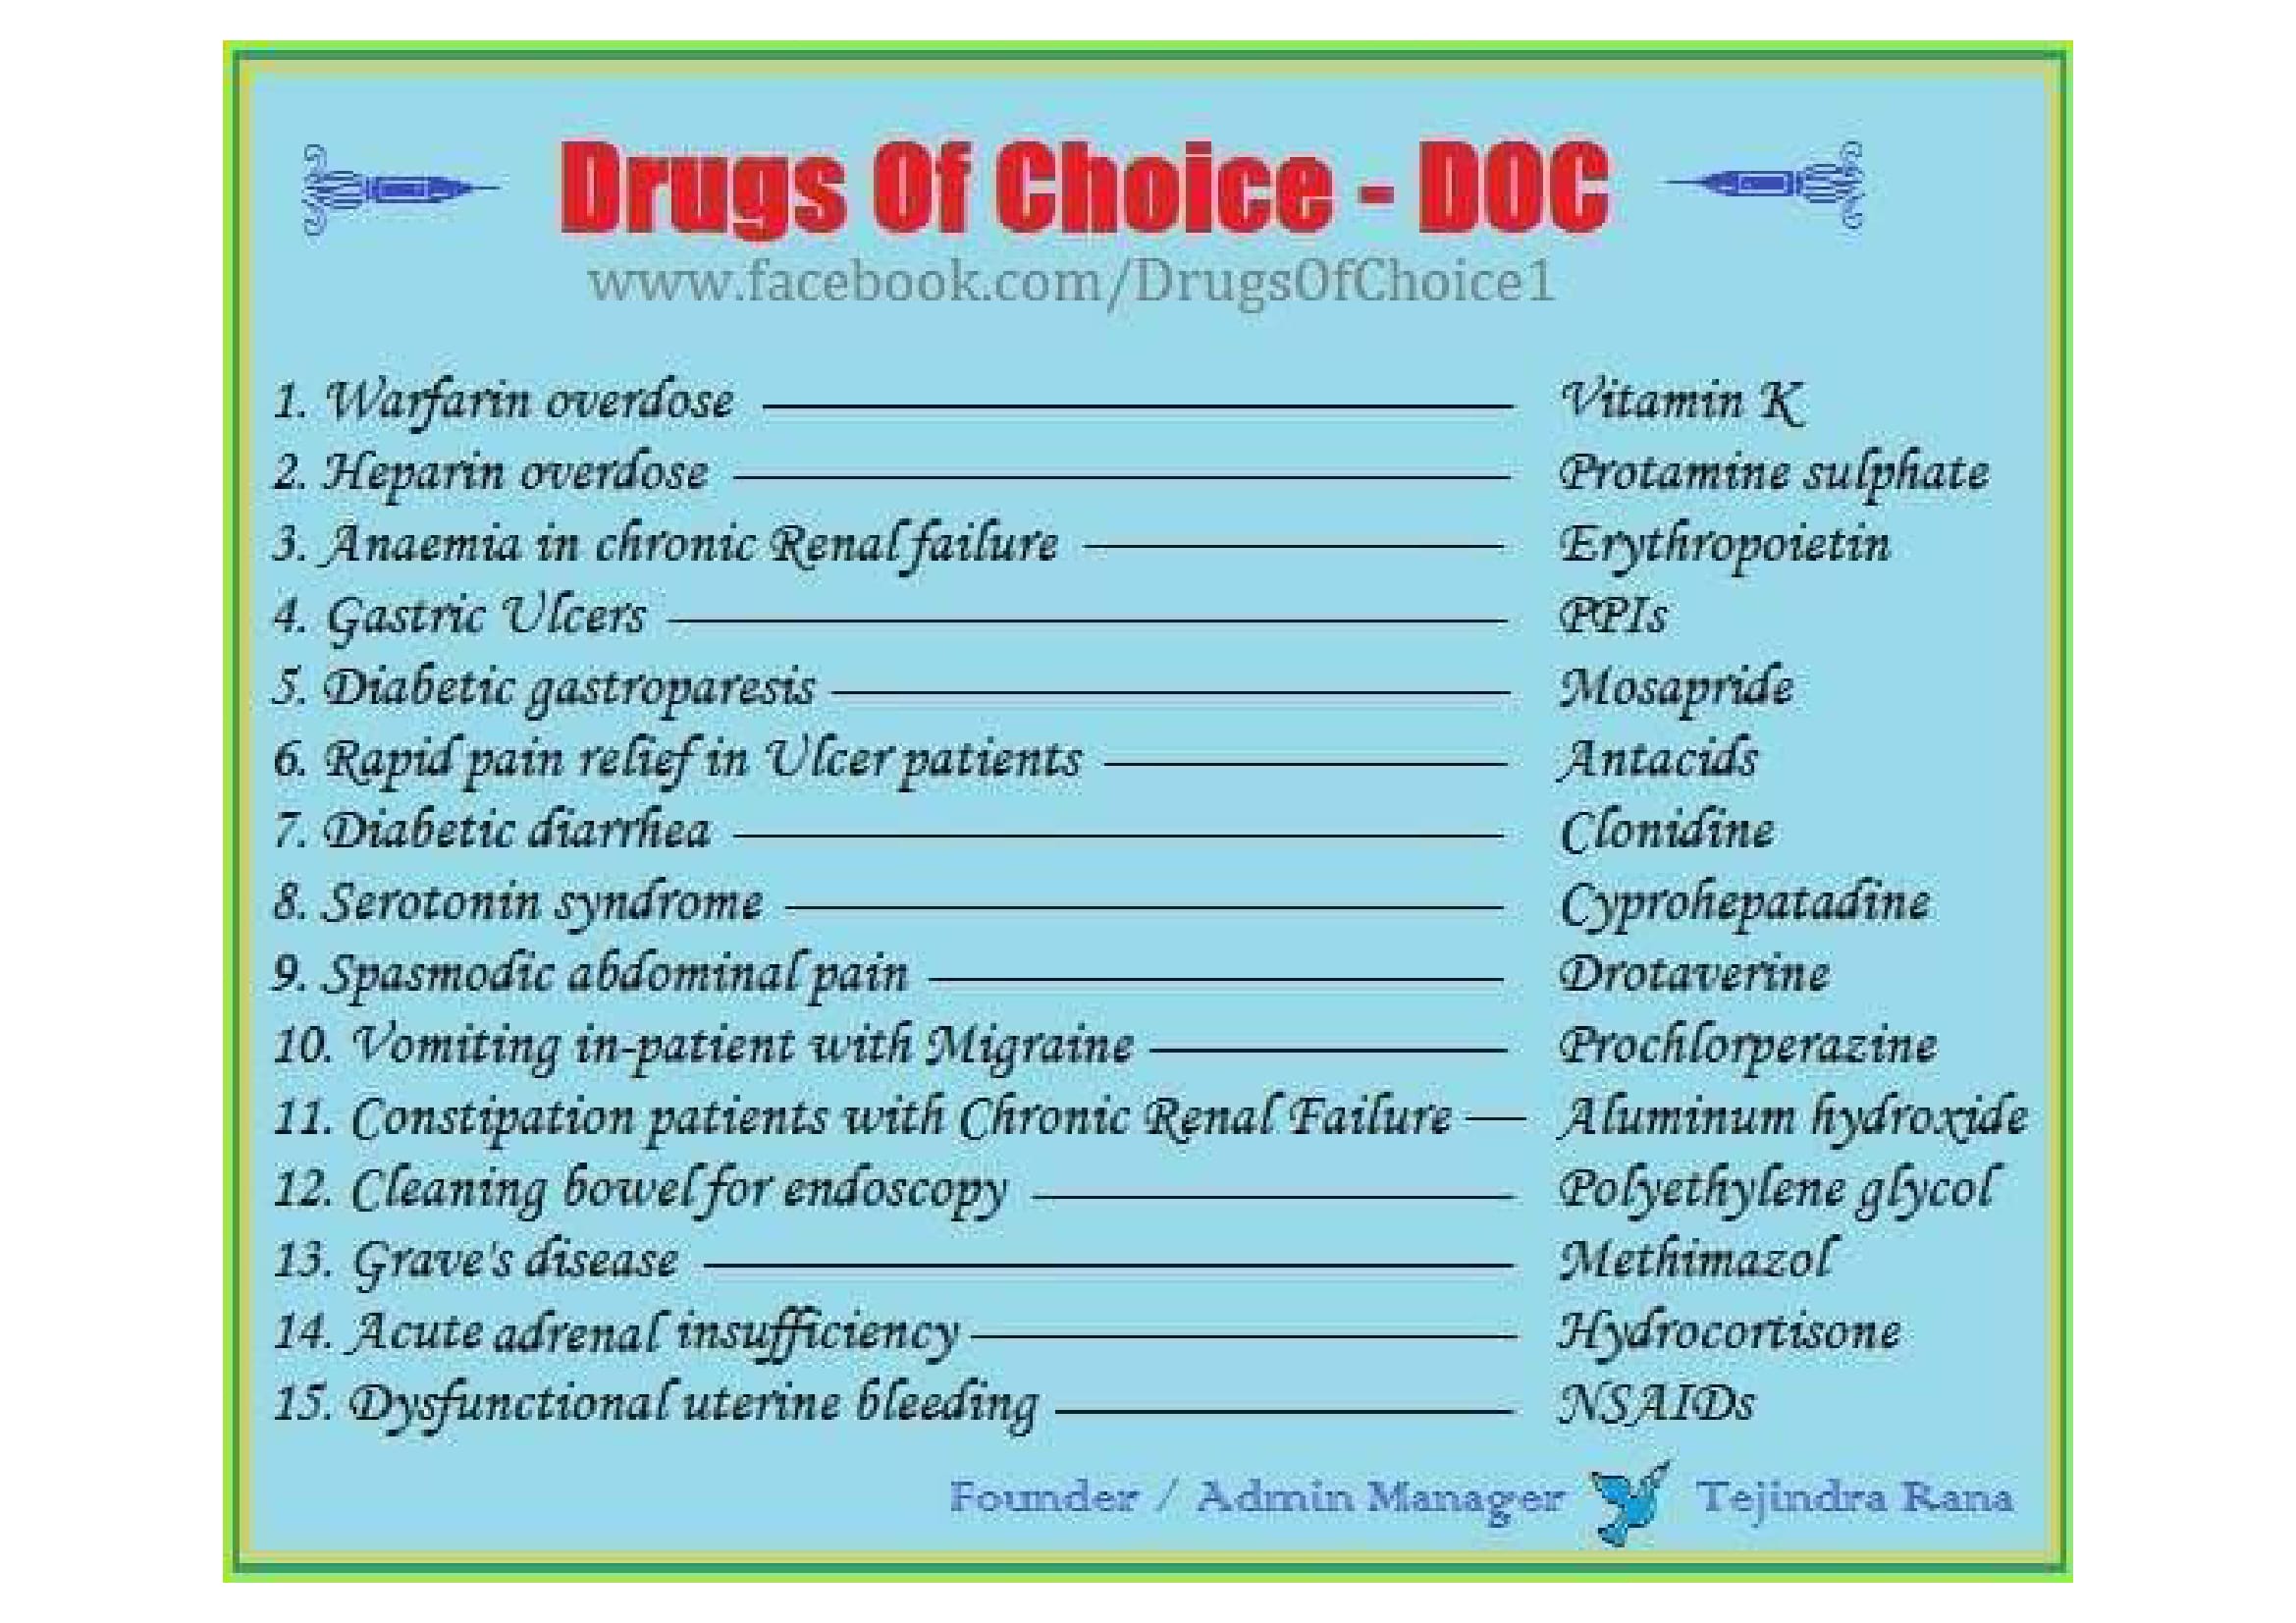 Drugs Of Choice - DOC
www.facebook.com/DrugsOfChoice1
1. Warfarin overdose Vitamin K
2. Heparin overdose Protamine sulphate
3. Anaemia in chronic Renal failure Erythropoietin
4. Gastric Ulcers PPIs
5. Diabetic gastroparesis Mosapride
6. Rapid pain relief in Ulcer patients Antacids
7. Diabetic diarrhea Clonidine
8. Serotonin syndrome Cyprohepatadine
9. Spasmodic abdominal pain Drotaverine
10. Vomiting in-patient with Migraine Prochlorperazine
11. Constipation patients with Chronic Renal Failure Aluminum hydroxide
12. Cleaning bowel for endoscopy Polyethylene glycol
13. Grave's disease Methimazol
14. Acute adrenal insufficiency Hydrocortisone
15. Dysfunctional uterine bleeding NSAIDs
Founder / Admin Manager Tejindra Rana